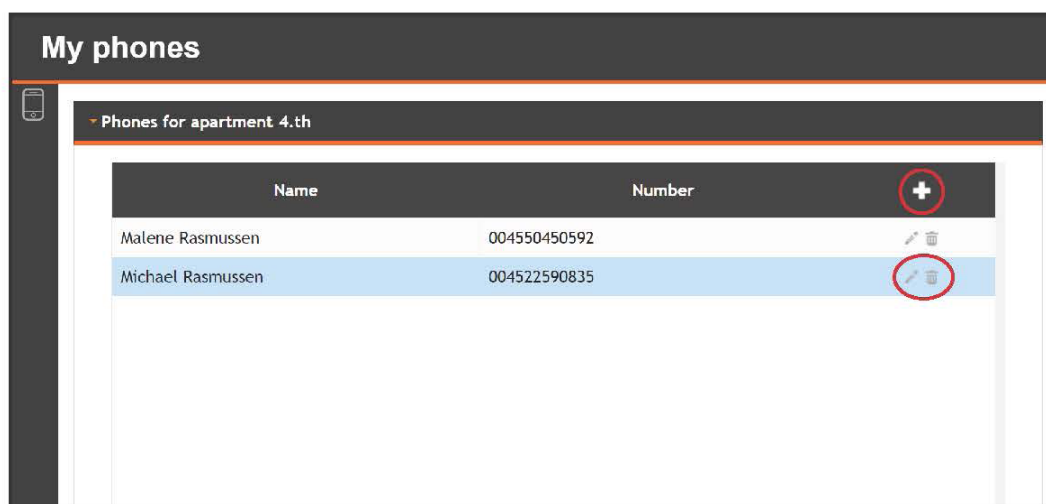 My phones
Phones for apartment 4.th
Name Number
Malene Rasmussen 004550450592
Michael Rasmussen 004522590835